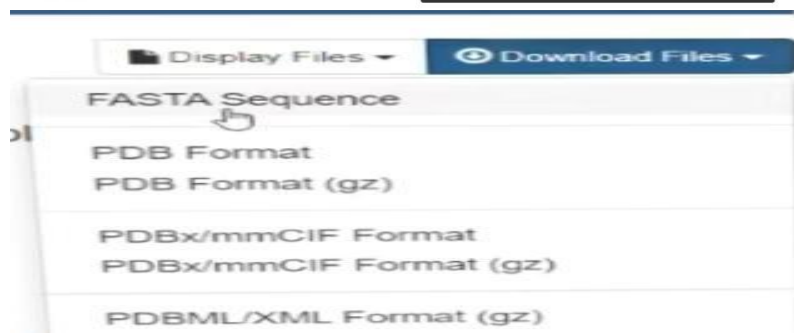 Display Files Download Files
FASTA Sequence
PDB Format
PDB Format (gz)
PDBx/mmCIF Format
PDBx/mmCIF Format (gz)
PDBML/XML Format (gz)